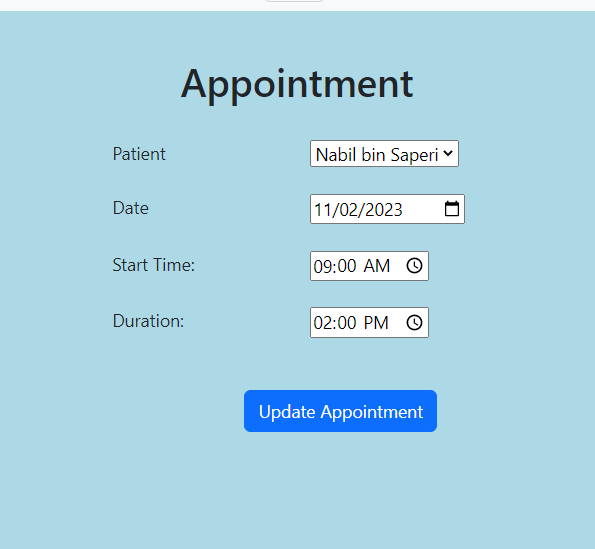 Appointment
Patient Nabil bin Saperi
Date 11/02/2023
Start Time: 09:00 AM
Duration: 02:00 PM
Update Appointment